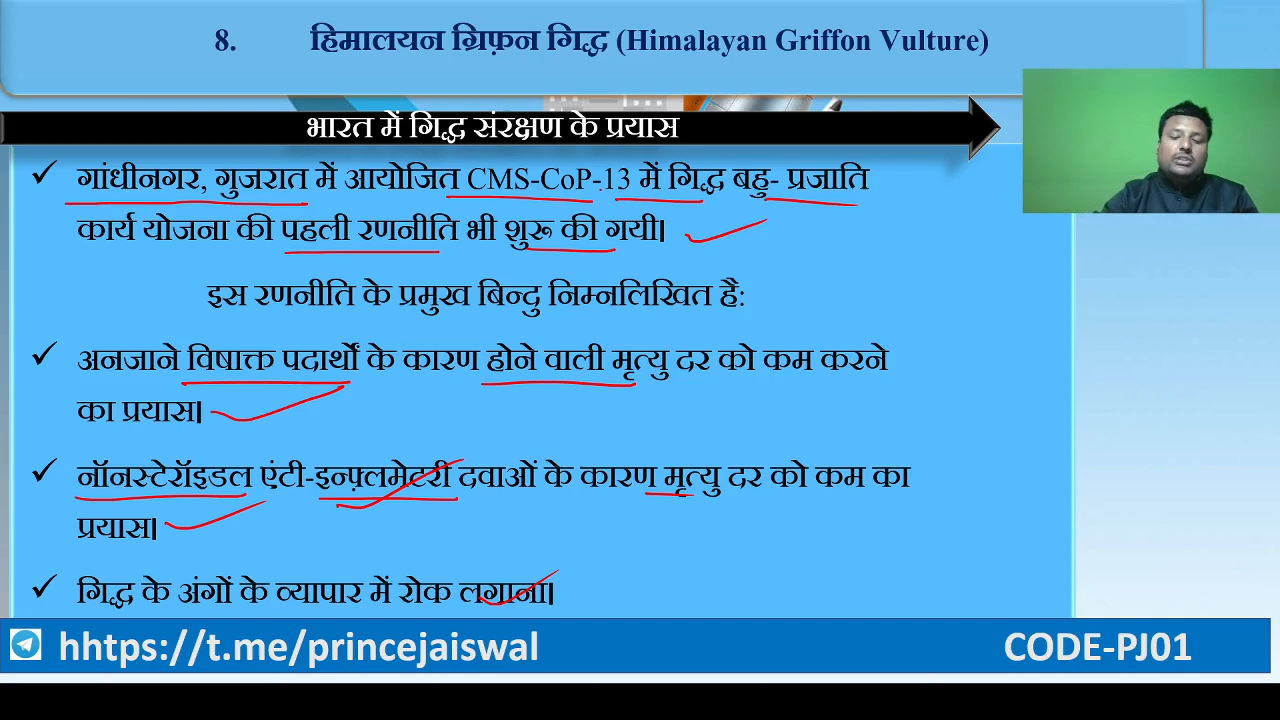 8. हिमालयन ग्रिफ़न गिद्ध (Himalayan Griffon Vulture)
भारत में गिद्ध संरक्षण के प्रयास
✓ गांधीनगर, गुजरात में आयोजित CMS-CoP-13 में गिद्ध बहु- प्रजाति
कार्य योजना की पहली रणनीति भी शुरू की गयी।
इस रणनीति के प्रमुख बिन्दु निम्नलिखित है:
✓ अनजाने विषाक्त पदार्थों के कारण होने वाली मृत्यु दर को कम करने
का प्रयास।
✓ नॉनस्टेरॉइडल एंटी-इन्फ़्लमेटरी दवाओं के कारण मृत्यु दर को कम का
प्रयास।
✓ गिद्ध के अंगों के व्यापार में रोक लगाना।
hhtps://t.me/princejaiswal CODE-PJ01